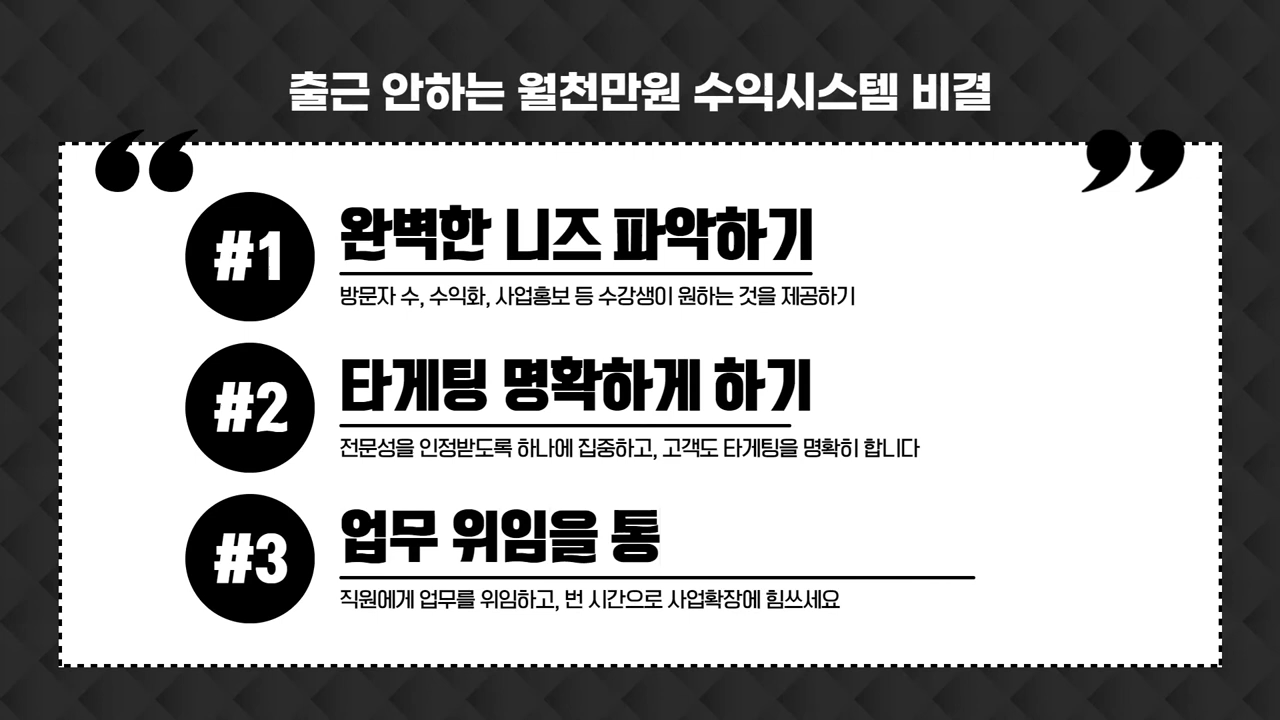 출근 안하는 월천만원 수익시스템 비결
#1
완벽한 니즈 파악하기
방문자 수, 수익화, 사업홍보 등 수강생이 원하는 것을 제공하기
#2
타게팅 명확하게 하기
전문성을 인정받도록 하나에 집중하고, 고객도 타게팅을 명확히 합니다
#3
업무 위임을 통
직원에게 업무를 위임하고, 번 시간으로 사업확장에 힘쓰세요